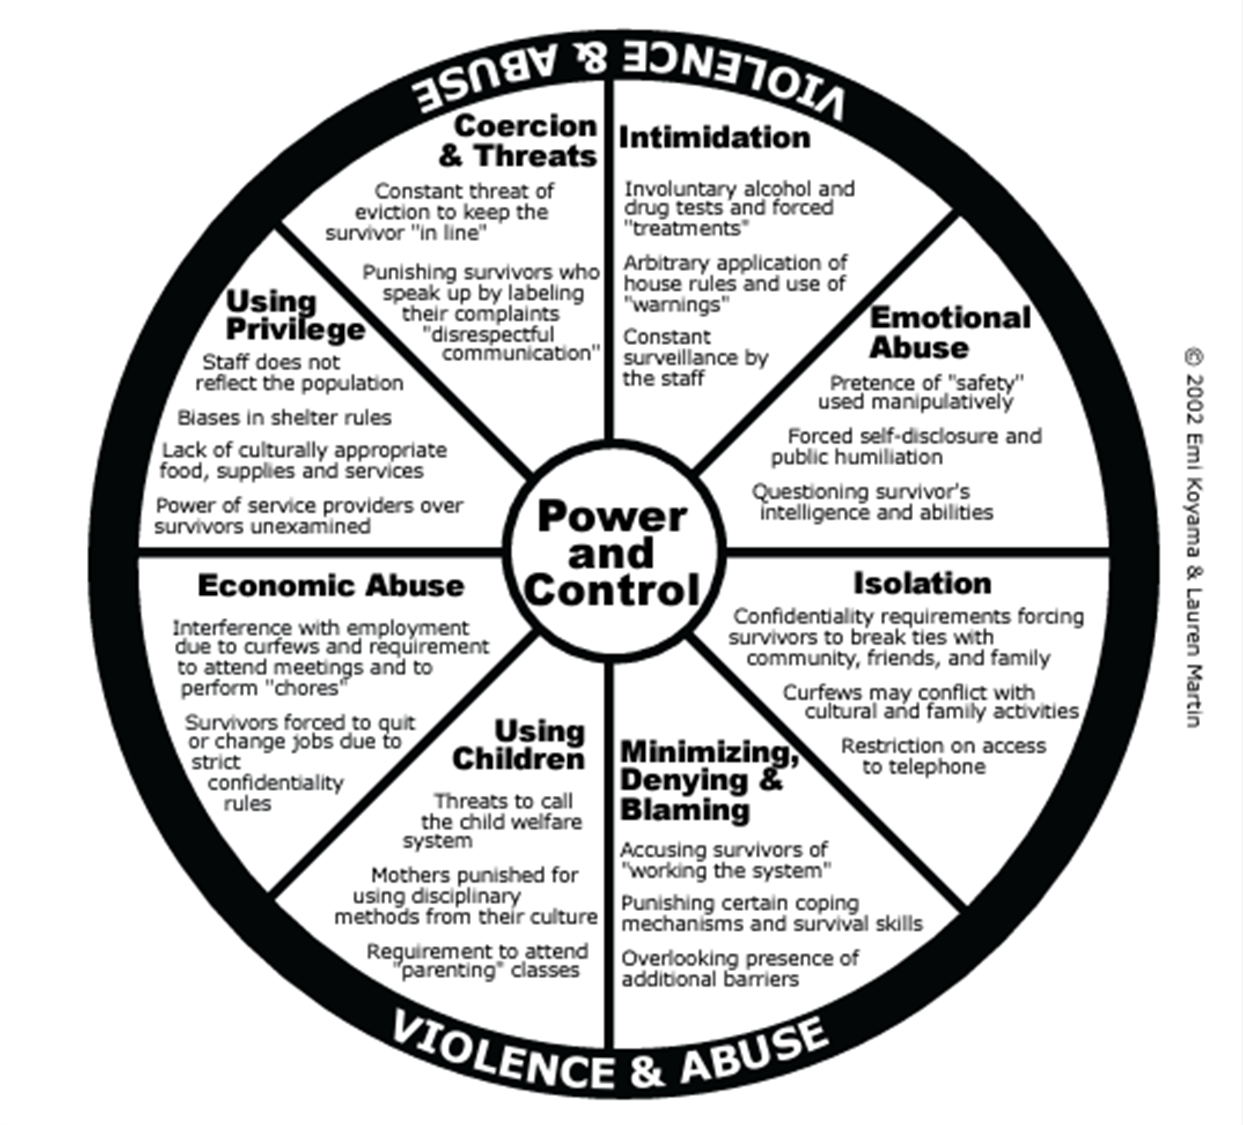 VIOLENCE & ABUSE
Coercion
& Threats
Constant threat of
eviction to keep the
survivor "in line"
Punishing survivors who
speak up by labeling
their complaints
"disrespectful
communication"
Intimidation
Involuntary alcohol and
drug tests and forced
"treatments"
Arbitrary application of
house rules and use of
"warnings"
Constant
surveillance by
the staff
Emotional
Abuse
Pretence of "safety"
used manipulatively
Forced self-disclosure and
public humiliation
Questioning survivor's
intelligence and abilities
Isolation
Confidentiality requirements forcing
survivors to break ties with
community, friends, and family
Curfews may conflict with
cultural and family activities
Restriction on access
to telephone
Minimizing,
Denying &
Blaming
Accusing survivors of
"working the system"
Punishing certain coping
mechanisms and survival skills
Overlooking presence of
additional barriers
Using
Children
Threats to call
the child welfare
system
Mothers punished for
using disciplinary
methods from their culture
Requirement to attend
"parenting" classes
Economic Abuse
Interference with employment
due to curfews and requirement
to attend meetings and to
perform "chores"
Survivors forced to quit
or change jobs due to
strict
confidentiality
rules
Using
Privilege
Staff does not
reflect the population
Biases in shelter rules
Lack of culturally appropriate
food, supplies and services
Power of service providers over
survivors unexamined
Power
and
Control
VIOLENCE & ABUSE
© 2002 Emi Koyama & Lauren Martin